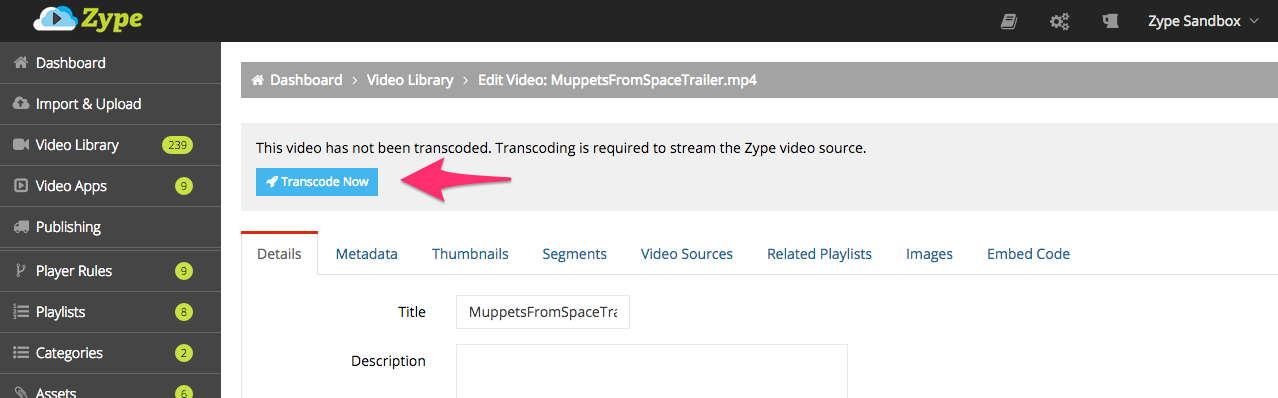 Zype
Zype Sandbox
Dashboard
Import & Upload
Video Library 239
Video Apps 9
Publishing
Player Rules 9
Playlists 8
Categories 2
Assets 6
Dashboard > Video Library > Edit Video: MuppetsFromSpaceTrailer.mp4
This video has not been transcoded. Transcoding is required to stream the Zype video source.
Transcode Now
Details Metadata Thumbnails Segments Video Sources Related Playlists Images Embed Code
Title MuppetsFromSpaceTra
Description